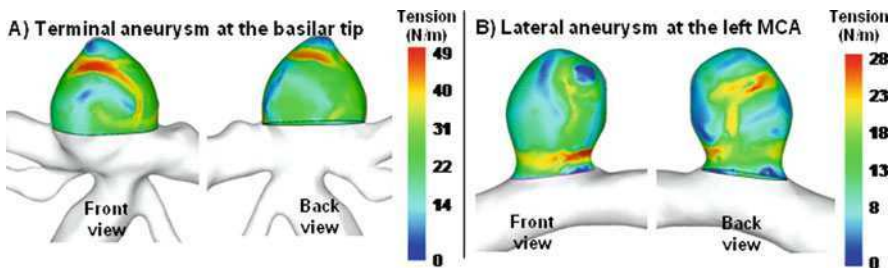 A) Terminal aneurysm at the basilar tip
Tension
(N/m)
49
40
31
22
14
0
Front
view
Back
view
B) Lateral aneurysm at the left MCA
Tension
(N/m)
28
23
18
13
8
0
Front
view
Back
view